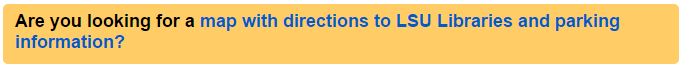 Are you looking for a map with directions to LSU Libraries and parking
information?